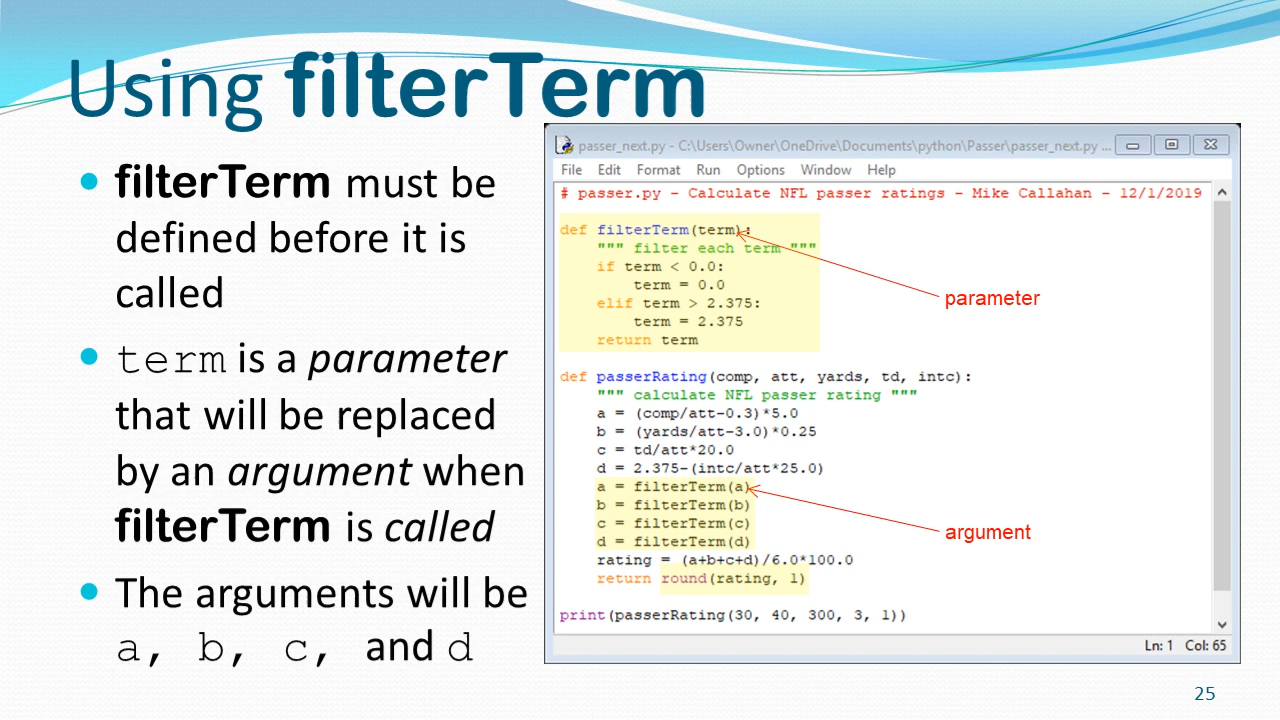 Using filterTerm
filterTerm must be
defined before it is
called
term is a parameter
that will be replaced
by an argument when
filterTerm is called
The arguments will be
a, b, c, and d
passer_next.py - C:\Users\Owner\OneDrive\Documents\python\Passer\passer_next.py ...
File Edit Format Run Options Window Help
# passer.py - Calculate NFL passer ratings - Mike Callahan - 12/1/2019
def filterTerm(term):
    """ filter each term """
    if term < 0.0:
        term = 0.0
    elif term > 2.375:
        term = 2.375
    return term
parameter
def passerRating(comp, att, yards, td, intc):
    """ calculate NFL passer rating """
    a = (comp/att-0.3)*5.0
    b = (yards/att-3.0)*0.25
    c = td/att*20.0
    d = 2.375-(intc/att*25.0)
    a = filterTerm(a)
    b = filterTerm(b)
    c = filterTerm(c)
    d = filterTerm(d)
    rating = (a+b+c+d)/6.0*100.0
    return round(rating, 1)
argument
print(passerRating(30, 40, 300, 3, 1))
Ln: 1 Col: 65
25